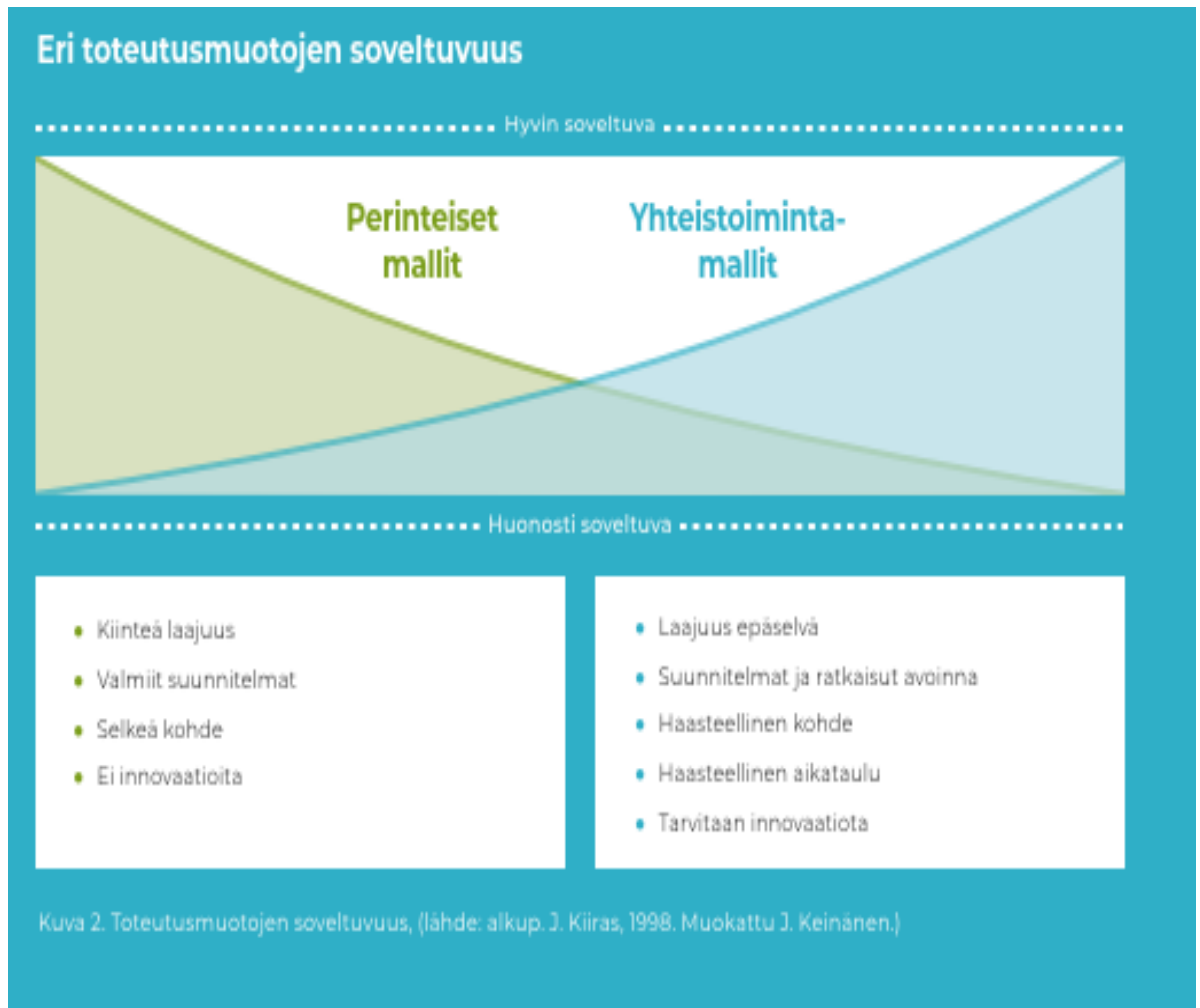 Eri toteutusmuotojen soveltuvuus
Hyvin soveltuva
Perinteiset
mallit
Yhteistoiminta-
mallit
Huonosti soveltuva
• Kiinteä laajuus
• Valmiit suunnitelmat
• Selkeä kohde
• Ei innovaatioita
• Laajuus epäselvä
• Suunnitelmat ja ratkaisut avoinna
• Haasteellinen kohde
• Haasteellinen aikataulu
• Tarvitaan innovaatiota
Kuva 2. Toteutusmuotojen soveltuvuus, (lähde: alkup. J. Kiiras, 1998. Muokattu J. Keinänen.)